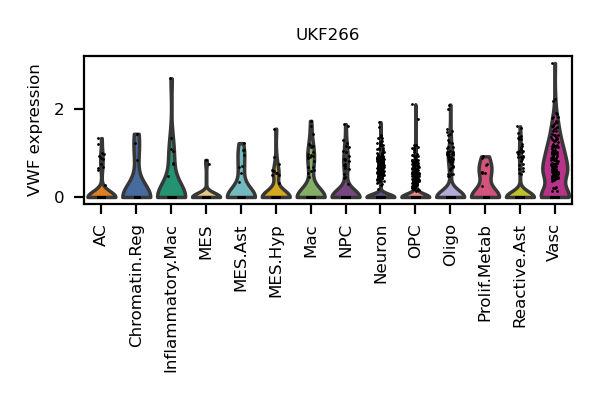 UKF266
VWF expression
2
0
AC
Chromatin.Reg
Inflammatory.Mac
MES
MES.Ast
MES.Hyp
Mac
NPC
Neuron
OPC
Oligo
Prolif.Metab
Reactive.Ast
Vasc